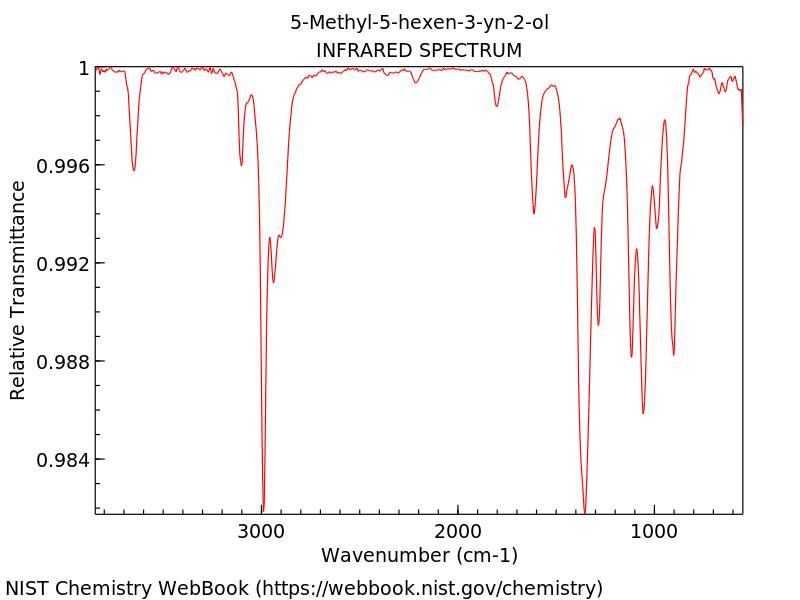 5-Methyl-5-hexen-3-yn-2-ol
INFRARED SPECTRUM
1
0.996
0.992
0.988
0.984
Relative Transmittance
3000 2000 1000
Wavenumber (cm-1)
NIST Chemistry WebBook (https://webbook.nist.gov/chemistry)